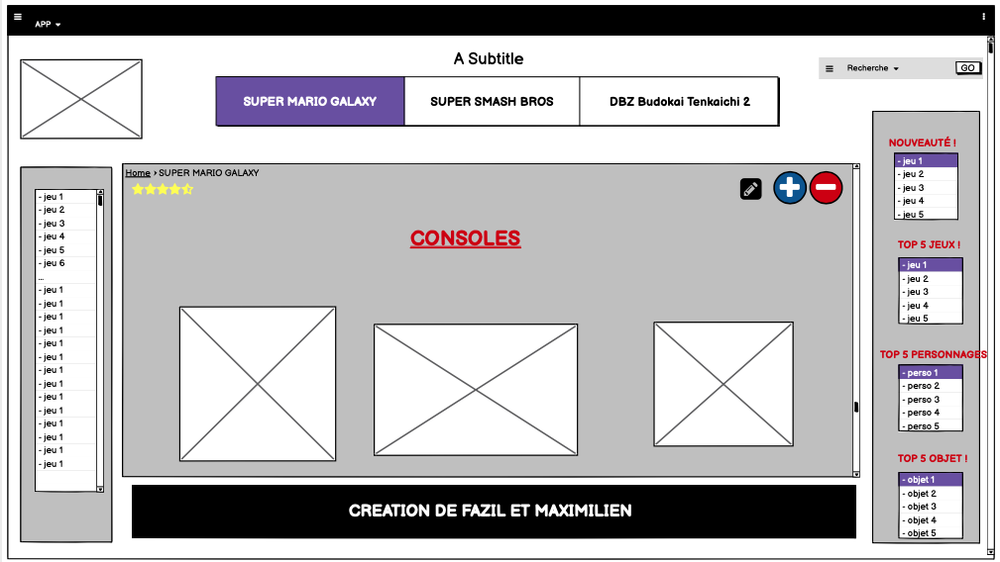 APP
A Subtitle
Recherche
GO
SUPER MARIO GALAXY
SUPER SMASH BROS
DBZ Budokai Tenkaichi 2
- jeu 1
- jeu 2
- jeu 3
- jeu 4
- jeu 5
- jeu 6
...
- jeu 1
- jeu 1
- jeu 1
- jeu 1
- jeu 1
- jeu 1
- jeu 1
- jeu 1
- jeu 1
- jeu 1
- jeu 1
- jeu 1
- jeu 1
- jeu 1
Home › SUPER MARIO GALAXY
CONSOLES
NOUVEAUTÉ !
- jeu 1
- jeu 2
- jeu 3
- jeu 4
- jeu 5
TOP 5 JEUX !
- jeu 1
- jeu 2
- jeu 3
- jeu 4
- jeu 5
TOP 5 PERSONNAGES
- perso 1
- perso 2
- perso 3
- perso 4
- perso 5
TOP 5 OBJET !
- objet 1
- objet 2
- objet 3
- objet 4
- objet 5
CREATION DE FAZIL ET MAXIMILIEN